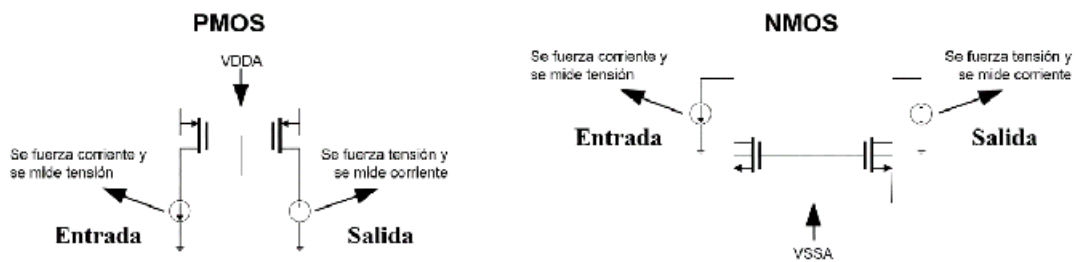 PMOS
VDDA
Se fuerza corriente y
se mide tensión
Entrada
Se fuerza tensión y
se mide corriente
Salida
NMOS
Se fuerza corriente y
se mide tensión
Entrada
Se fuerza tensión y
se mide corriente
Salida
VSSA